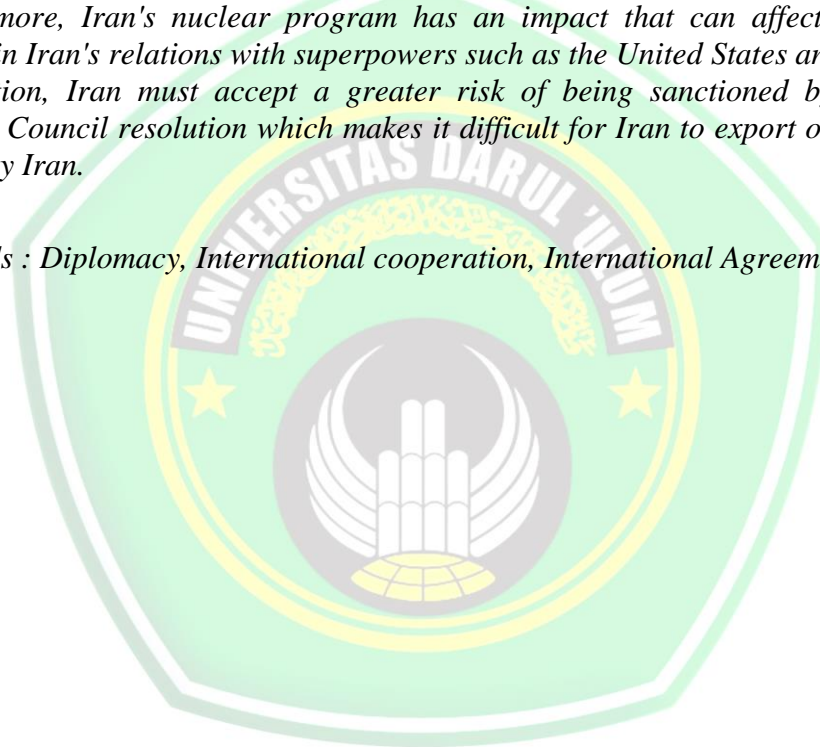 more, Iran's nuclear program has an impact that can affect
in Iran's relations with superpowers such as the United States
tion, Iran must accept a greater risk of being sanctioned
Council resolution which makes it difficult for Iran to export
y Iran.
s : Diplomacy, International cooperation, International
UNIVERSITAS DARUL 'ULUM